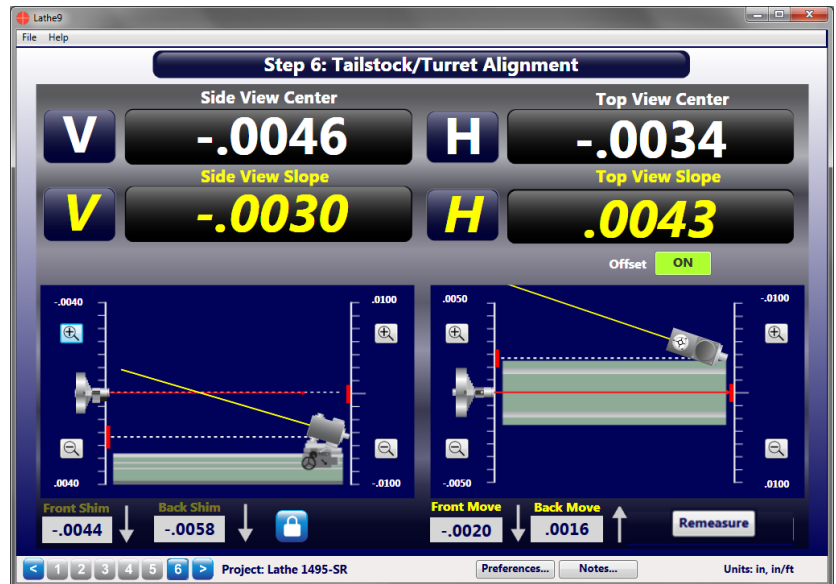 Lathe9
File Help
Step 6: Tailstock/Turret Alignment
Side View Center
V -.0046
Side View Slope
V -.0030
Top View Center
H -.0034
Top View Slope
H .0043
Offset ON
-.0040 .0100
.0040 -.0100
.0050 -.0100
-.0050 .0100
Front Shim Back Shim
-.0044 -.0058
Front Move Back Move
-.0020 .0016
Remeasure
< 1 2 3 4 5 6 > Project: Lathe 1495-SR Preferences... Notes... Units: in, in/ft